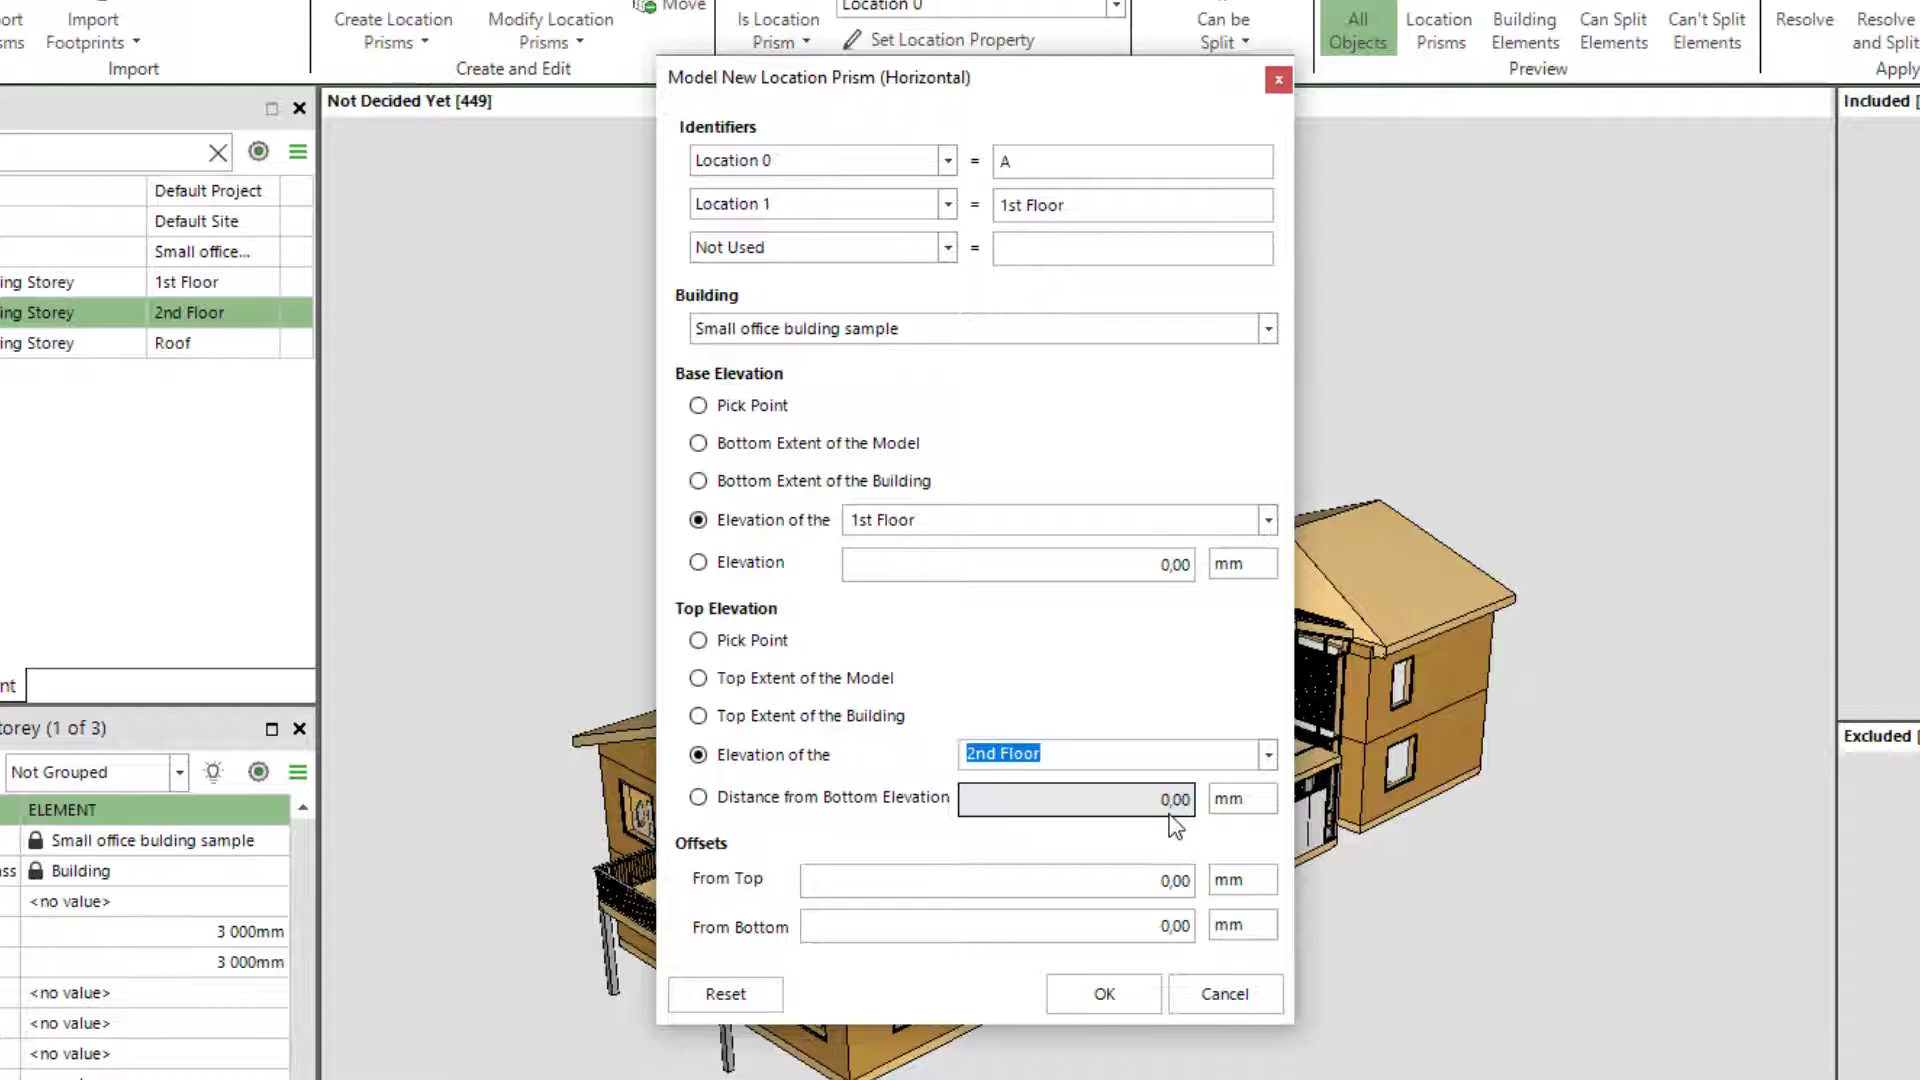 ort
sms
Import
Footprints
Import
Create Location
Prisms
Modify Location
Prisms
Move
Create and Edit
Is Location
Prism
Location 0
Set Location Property
Can be
Split
All
Objects
Location
Prisms
Building
Elements
Can Split
Elements
Can't Split
Elements
Preview
Resolve
Resolve
and Split
Apply
Not Decided Yet [449]
Included [
Default Project
Default Site
Small office...
ing Storey 1st Floor
ing Storey 2nd Floor
ing Storey Roof
nt
torey (1 of 3)
Not Grouped
ELEMENT
Small office bulding sample
ass Building
<no value>
3 000mm
3 000mm
<no value>
<no value>
<no value>
Model New Location Prism (Horizontal)
x
Identifiers
Location 0 = A
Location 1 = 1st Floor
Not Used =
Building
Small office bulding sample
Base Elevation
Pick Point
Bottom Extent of the Model
Bottom Extent of the Building
Elevation of the 1st Floor
Elevation 0,00 mm
Top Elevation
Pick Point
Top Extent of the Model
Top Extent of the Building
Elevation of the 2nd Floor
Distance from Bottom Elevation 0,00 mm
Offsets
From Top 0,00 mm
From Bottom 0,00 mm
Reset OK Cancel
Excluded [